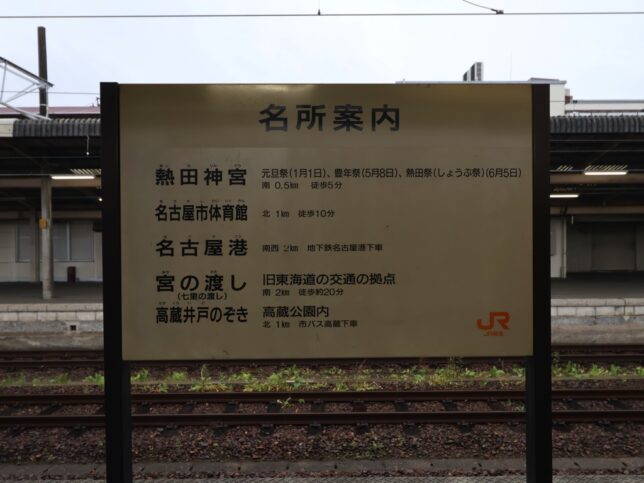 名所案内
熱田神宮 元旦祭(1月1日)、豊年祭(5月8日)、熱田祭(しょうぶ祭)(6月5日)
南 0.5㎞ 徒歩5分
名古屋市体育館 北 1㎞ 徒歩10分
名古屋港 南西 2㎞ 地下鉄名古屋港下車
宮の渡し 旧東海道の交通の拠点
(七里の渡し) 南 2㎞ 徒歩約20分
高蔵井戸のぞき 高蔵公園内
北 1㎞ 市バス高蔵下車
JR
JR東海